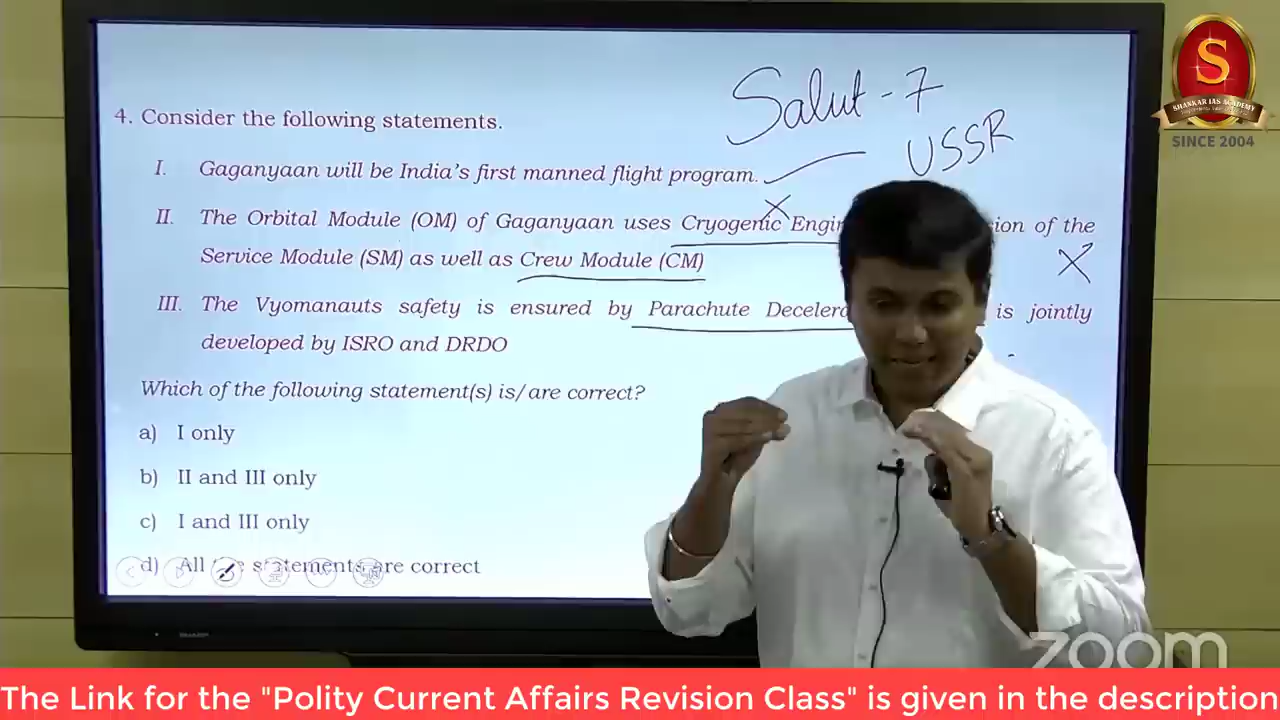 Salut - 7
USSR
4. Consider the following statements.
I. Gaganyaan will be India's first manned flight program.
II. The Orbital Module (OM) of Gaganyaan uses Cryogenic of the
Service Module (SM) as well as Crew Module (CM)
III. The Vyomanauts safety is ensured by Parachute is jointly
developed by ISRO and DRDO
Which of the following statement(s) is/are correct?
a) I only
b) II and III only
c) I and III only
d) All statements are correct
S
SHANKAR IAS ACADEMY
SINCE 2004
SHARP
zoom
The Link for the "Polity Current Affairs Revision Class" is given in the description